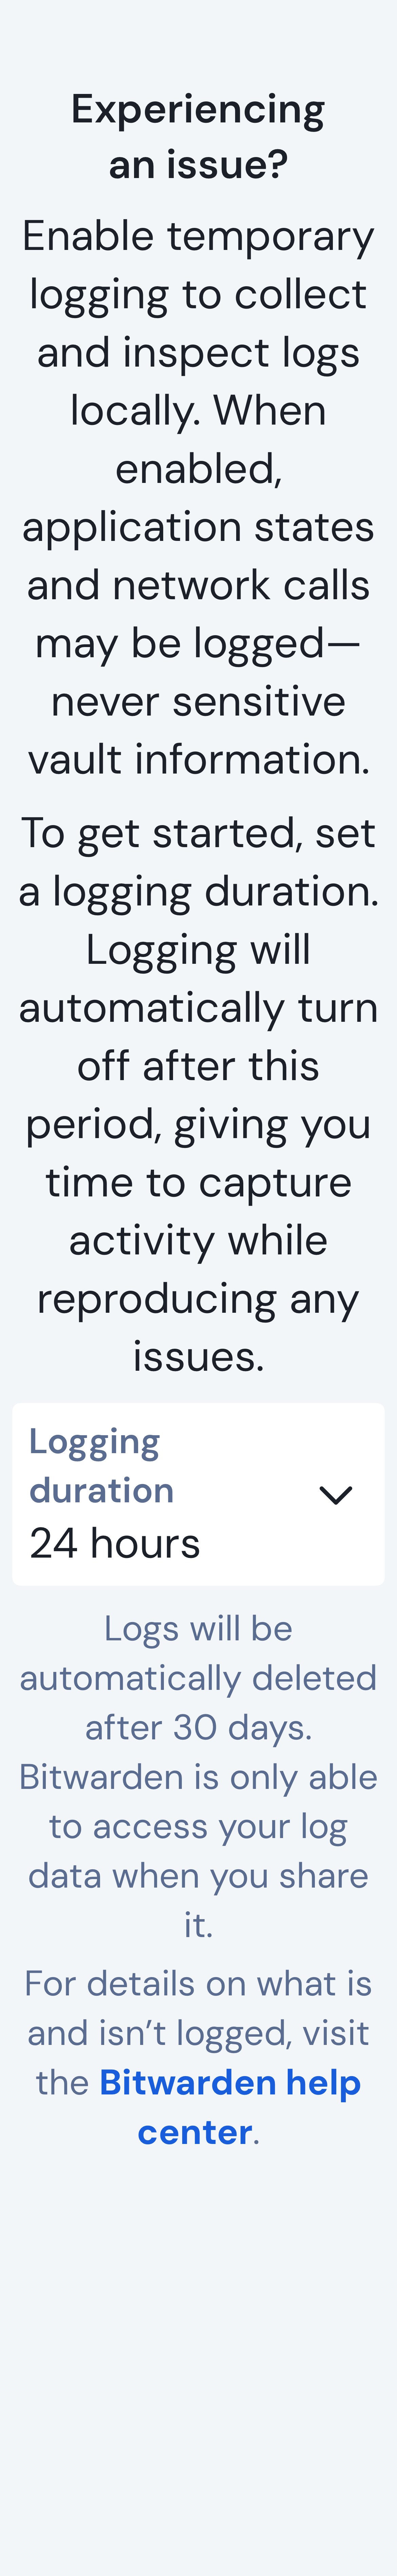 Experiencing
an issue?
Enable temporary
logging to collect
and inspect logs
locally. When
enabled,
application states
and network calls
may be logged—
never sensitive
vault information.
To get started, set
a logging duration.
Logging will
automatically turn
off after this
period, giving you
time to capture
activity while
reproducing any
issues.
Logging
duration
24 hours
Logs will be
automatically deleted
after 30 days.
Bitwarden is only able
to access your log
data when you share
it.
For details on what is
and isn’t logged, visit
the Bitwarden help
center.